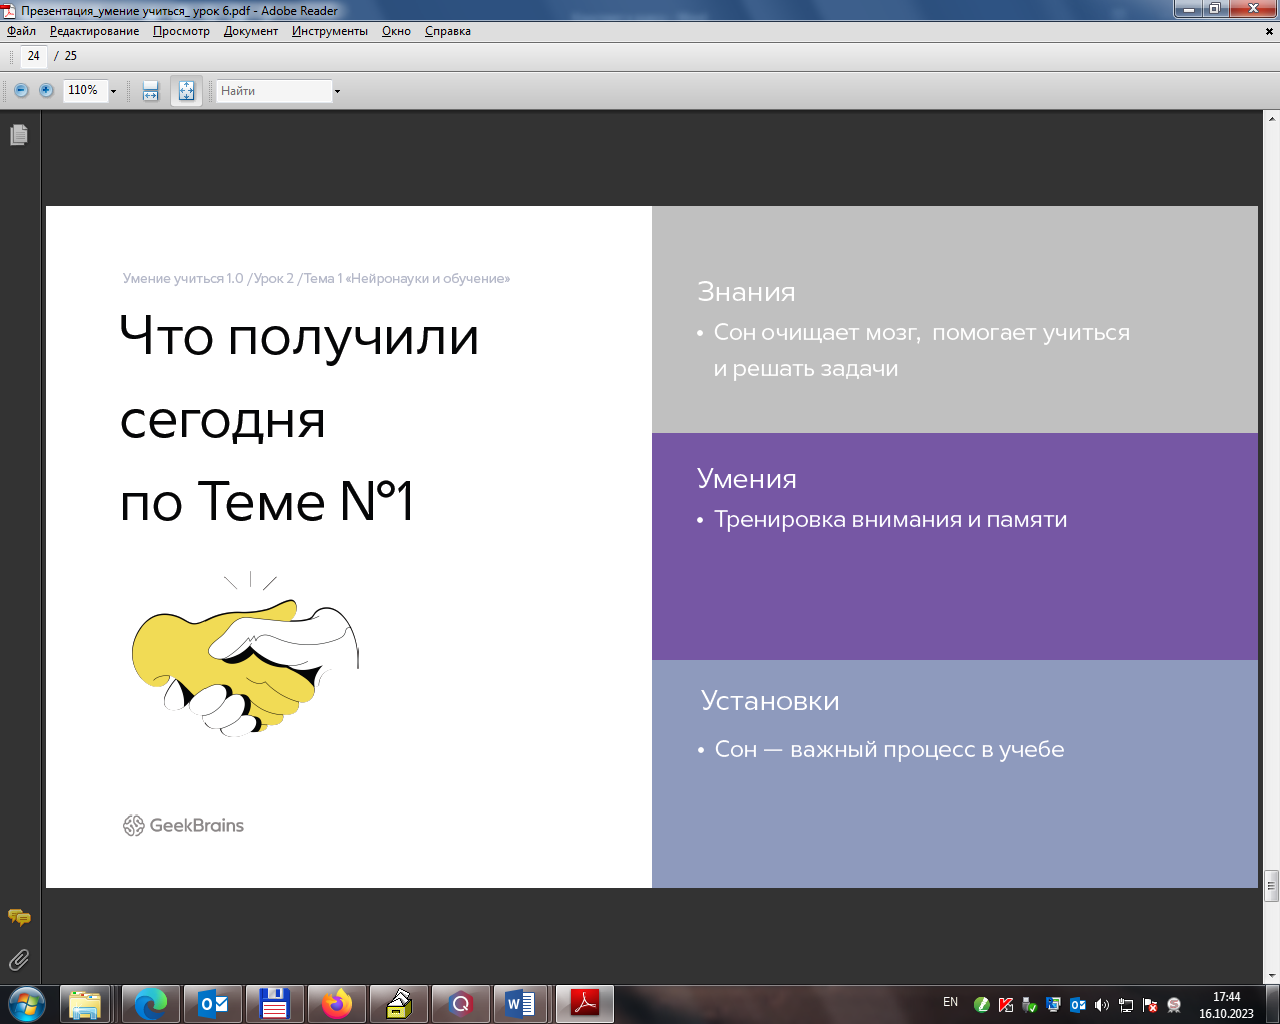 Презентация_умение учиться_ урок 6.pdf - Adobe Reader
Файл Редактирование Просмотр Документ Инструменты Окно Справка
24 / 25
110% Найти
Умение учиться 1.0 /Урок 2 /Тема 1 «Нейронауки и обучение»
Что получили
сегодня
по Теме №1
GeekBrains
Знания
• Сон очищает мозг, помогает учиться
и решать задачи
Умения
• Тренировка внимания и памяти
Установки
• Сон — важный процесс в учебе
EN
17:44
16.10.2023